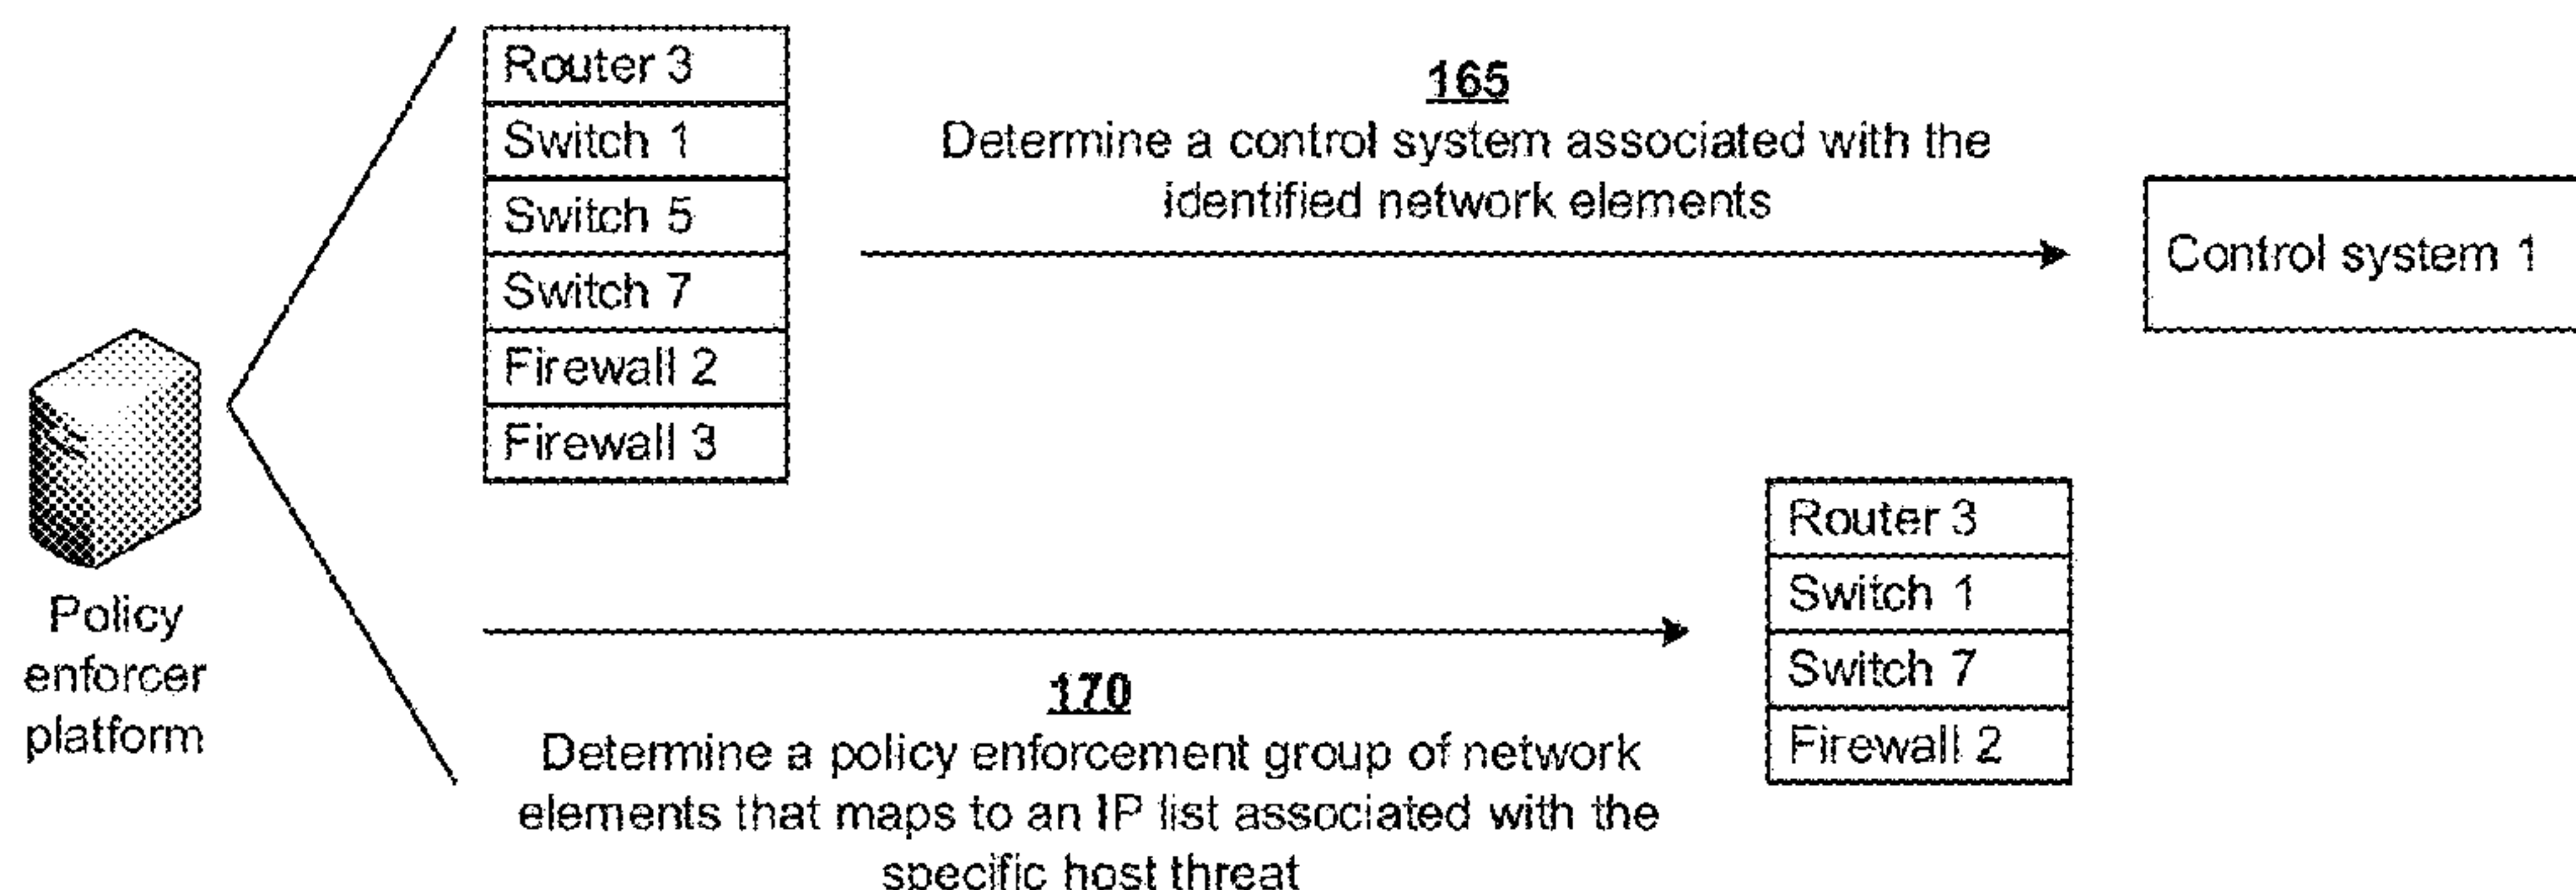 Router 3
Switch 1
Switch 5
Switch 7
Firewall 2
Firewall 3
165
Determine a control system associated with the
identified network elements
Control system 1
Policy
enforcer
platform
170
Determine a policy enforcement group of network
elements that maps to an IP list associated with the
specific host threat
Router 3
Switch 1
Switch 7
Firewall 2